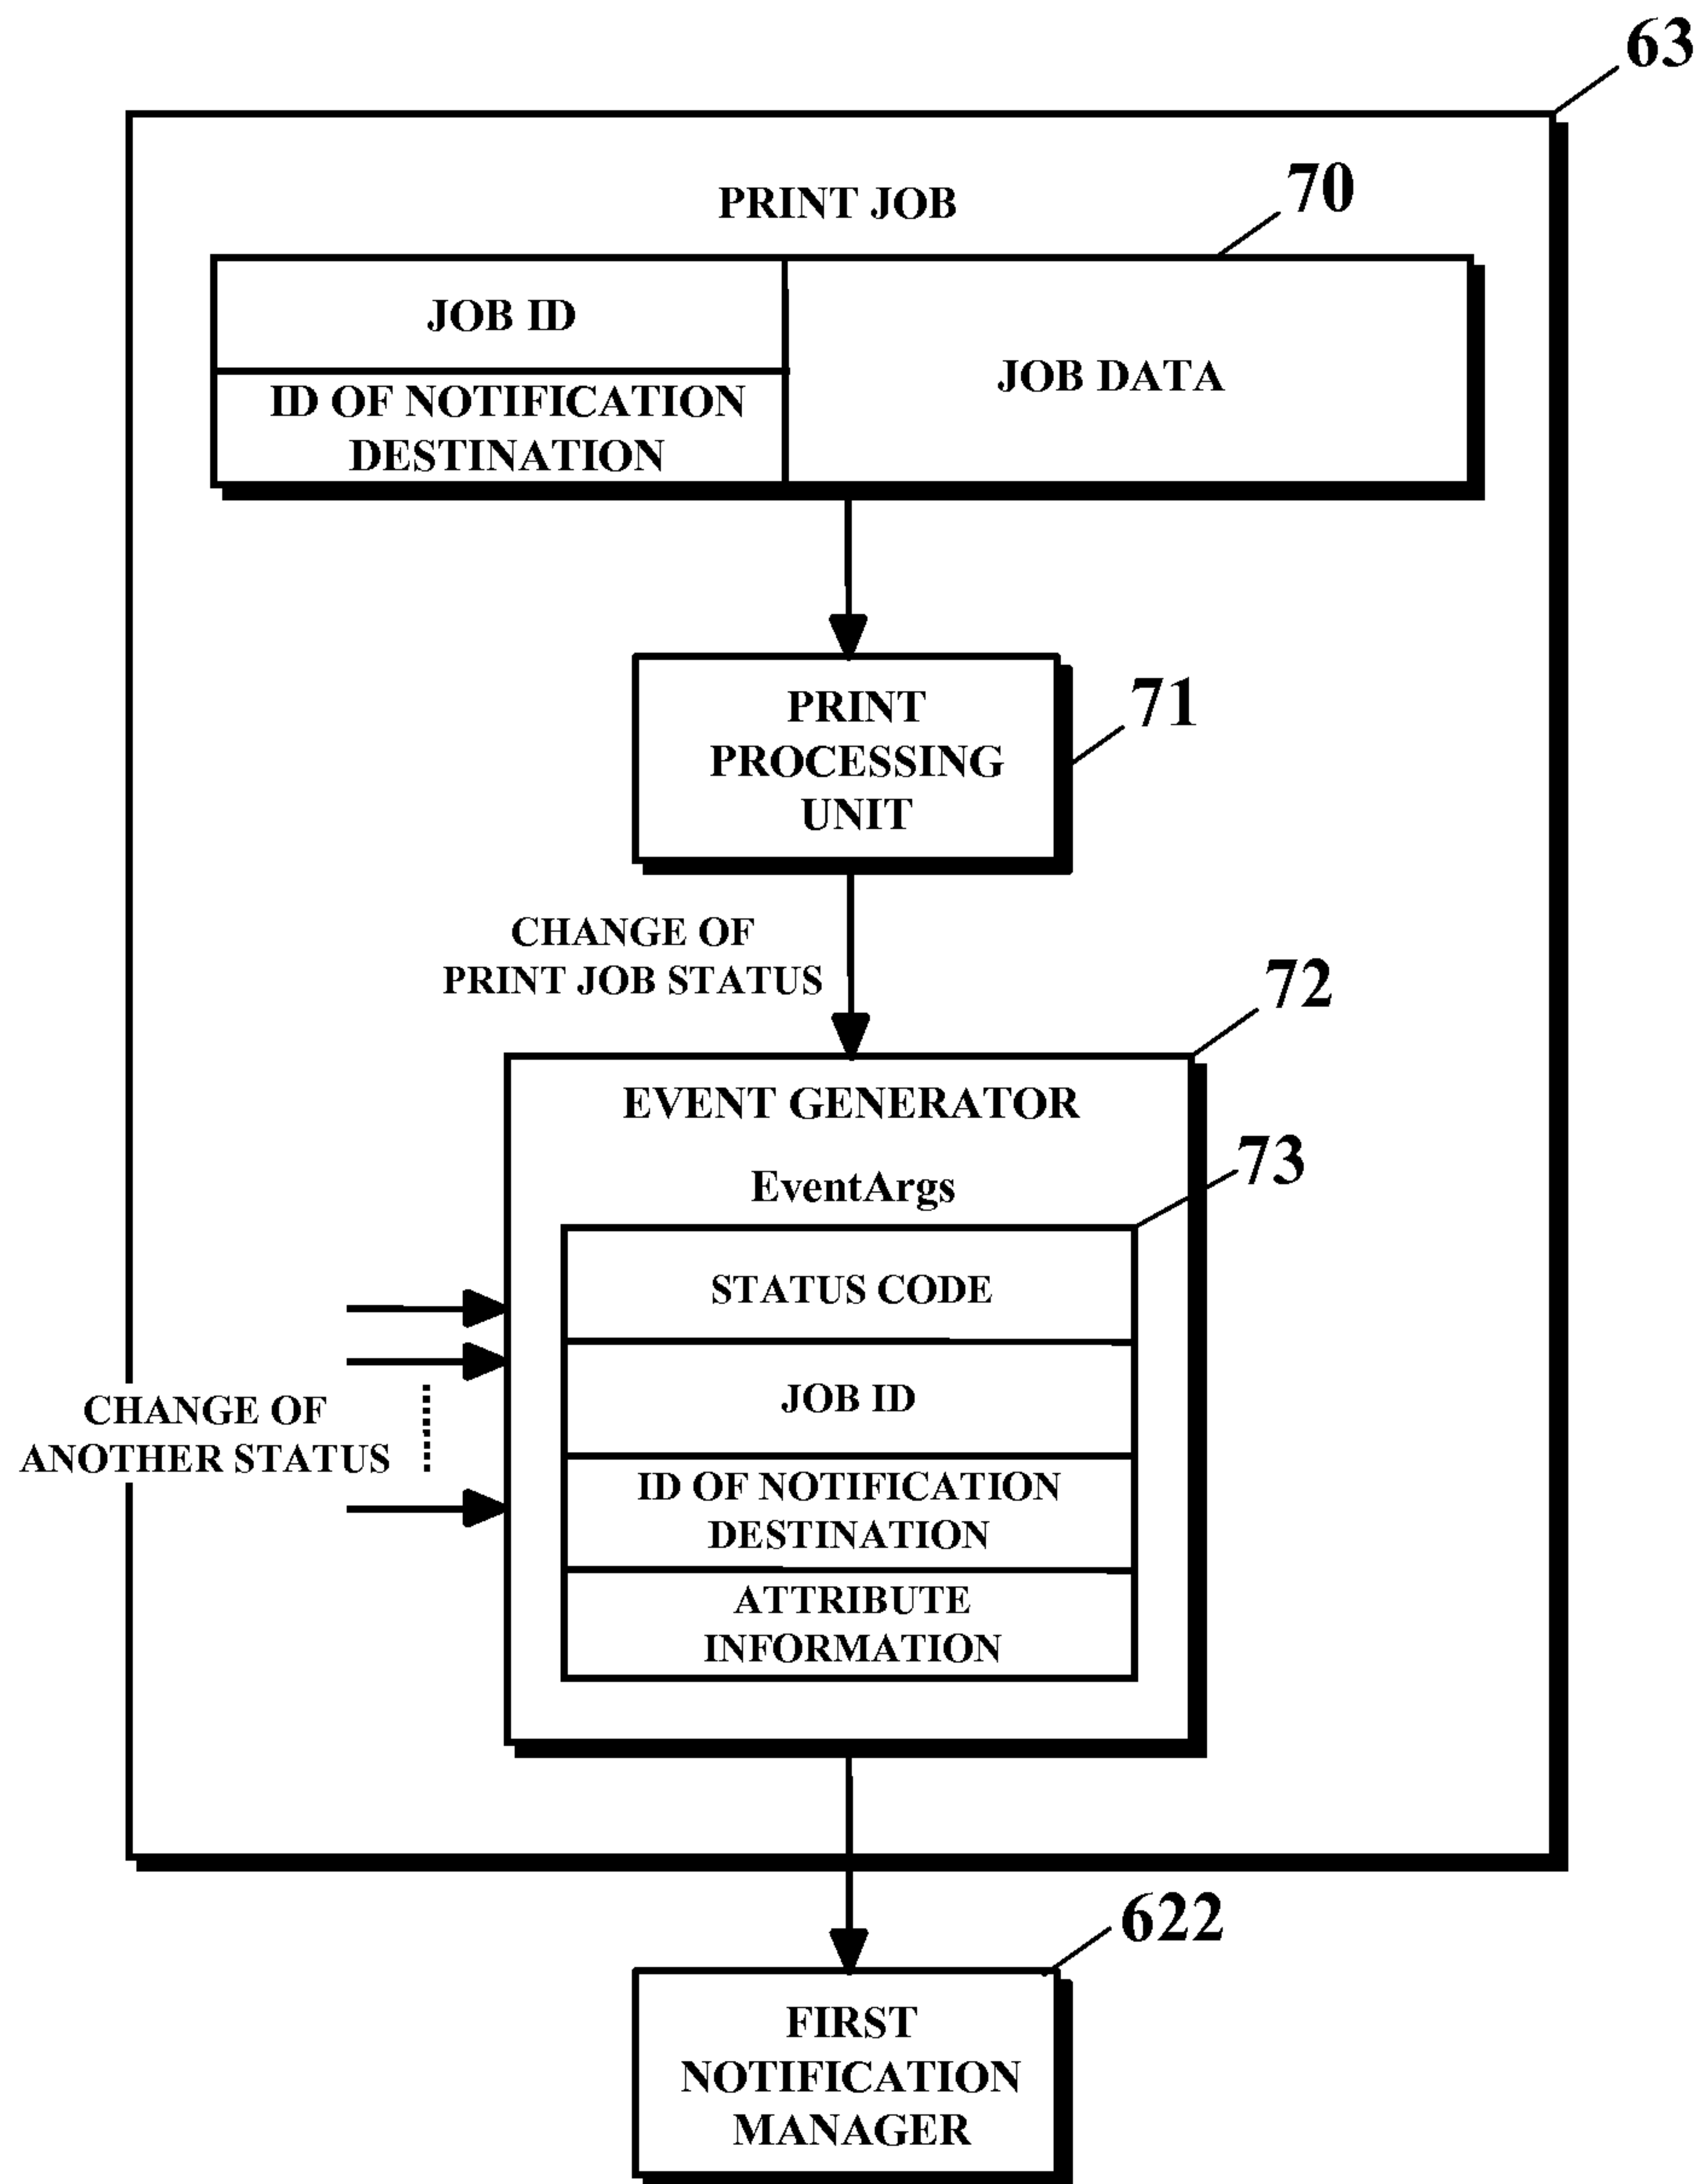 63
PRINT JOB
70
JOB ID
JOB DATA
ID OF NOTIFICATION
DESTINATION
PRINT
PROCESSING
UNIT
71
CHANGE OF
PRINT JOB STATUS
72
EVENT GENERATOR
EventArgs
73
STATUS CODE
JOB ID
CHANGE OF
ANOTHER STATUS
ID OF NOTIFICATION
DESTINATION
ATTRIBUTE
INFORMATION
622
FIRST
NOTIFICATION
MANAGER